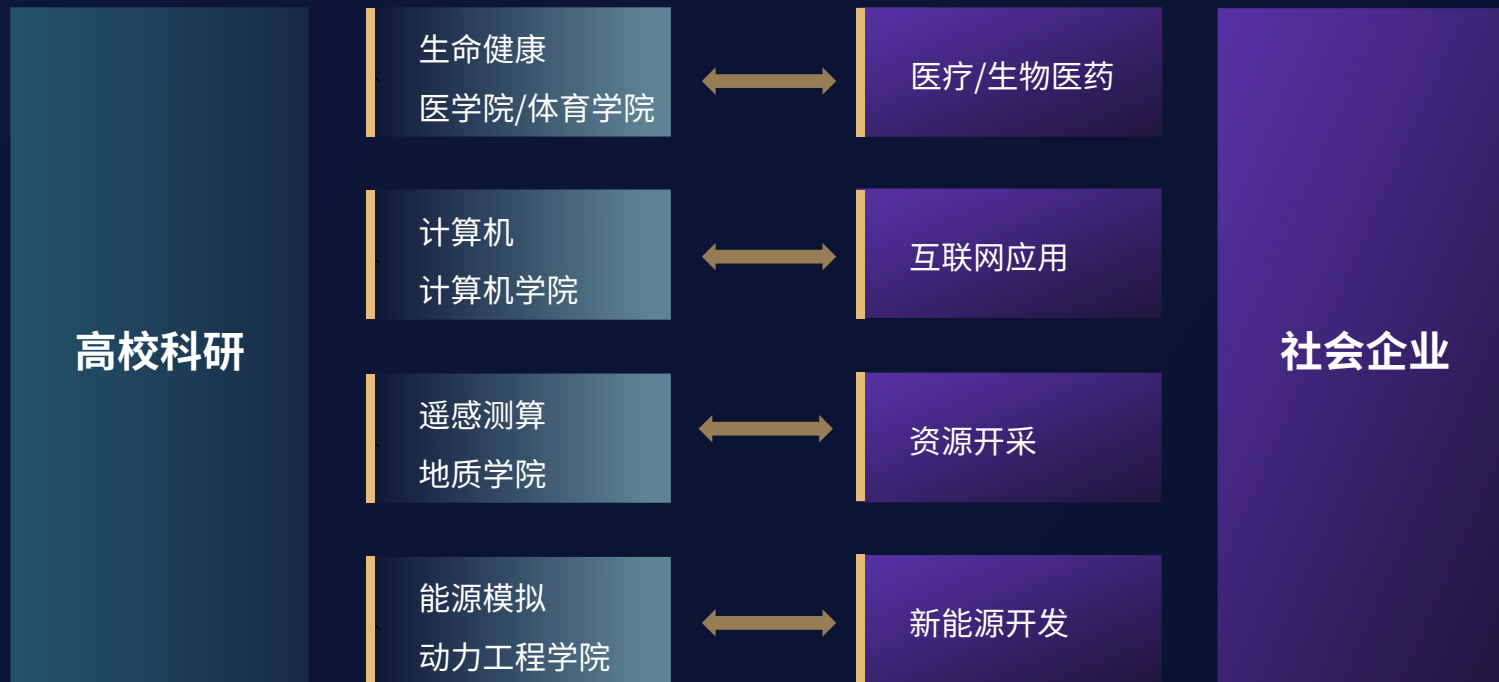 高校科研
生命健康
医学院/体育学院
医疗/生物医药
计算机
计算机学院
互联网应用
遥感测算
地质学院
资源开采
能源模拟
动力工程学院
新能源开发
社会企业